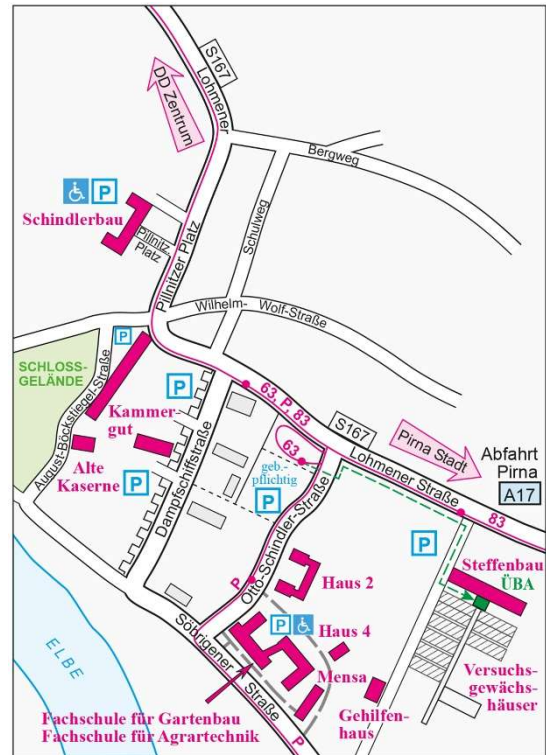 S167
Lohmener
DD Zentrum
Bergweg
P
Schindlerbau
Pillnitz.
Platz
Pillnitzer Platz
Schulweg
Wilhelm-Wolf-Straße
P
SCHLOSS-
GELÄNDE
August-Böckstiegel-Straße
Kammer-
gut
P
Alte
Kaserne
P
Dampfschiffstraße
63, P, 83
63
geb.-
pflichtig
P
S167
Pirna Stadt
Lohmener Straße
83
Abfahrt
Pirna
A17
P
Otto-Schindler-Straße
P
Steffenbau
ÜBA
Haus 2
P
Haus 4
Mensa
Gehilfen-
haus
Versuchs-
gewächs-
häuser
ELBE
Söbrigener Straße
P
Fachschule für Gartenbau
Fachschule für Agrartechnik